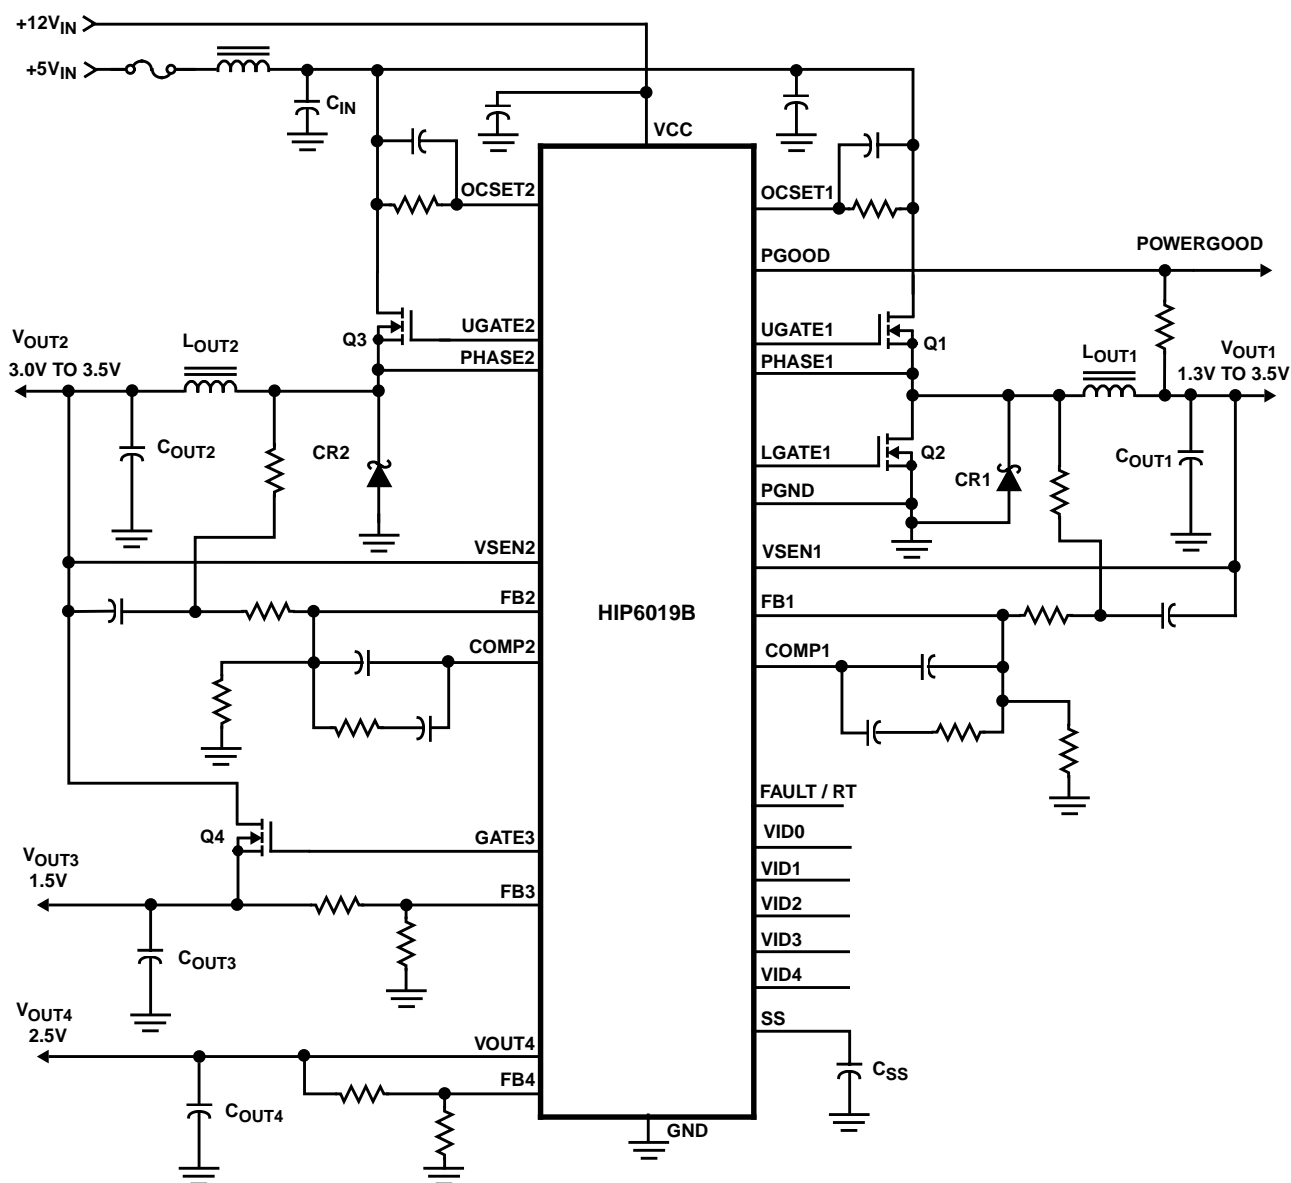 +12VIN
+5VIN
CIN
VCC
OCSET2
OCSET1
PGOOD
POWERGOOD
UGATE2
Q3
PHASE2
UGATE1
Q1
PHASE1
VOUT2
3.0V TO 3.5V
LOUT2
LOUT1
VOUT1
1.3V TO 3.5V
COUT2
CR2
LGATE1
Q2
PGND
CR1
COUT1
VSEN2
VSEN1
FB2
HIP6019B
FB1
COMP2
COMP1
FAULT / RT
Q4
GATE3
VID0
VOUT3
1.5V
VID1
FB3
VID2
COUT3
VID3
VID4
VOUT4
2.5V
SS
VOUT4
CSS
FB4
COUT4
GND